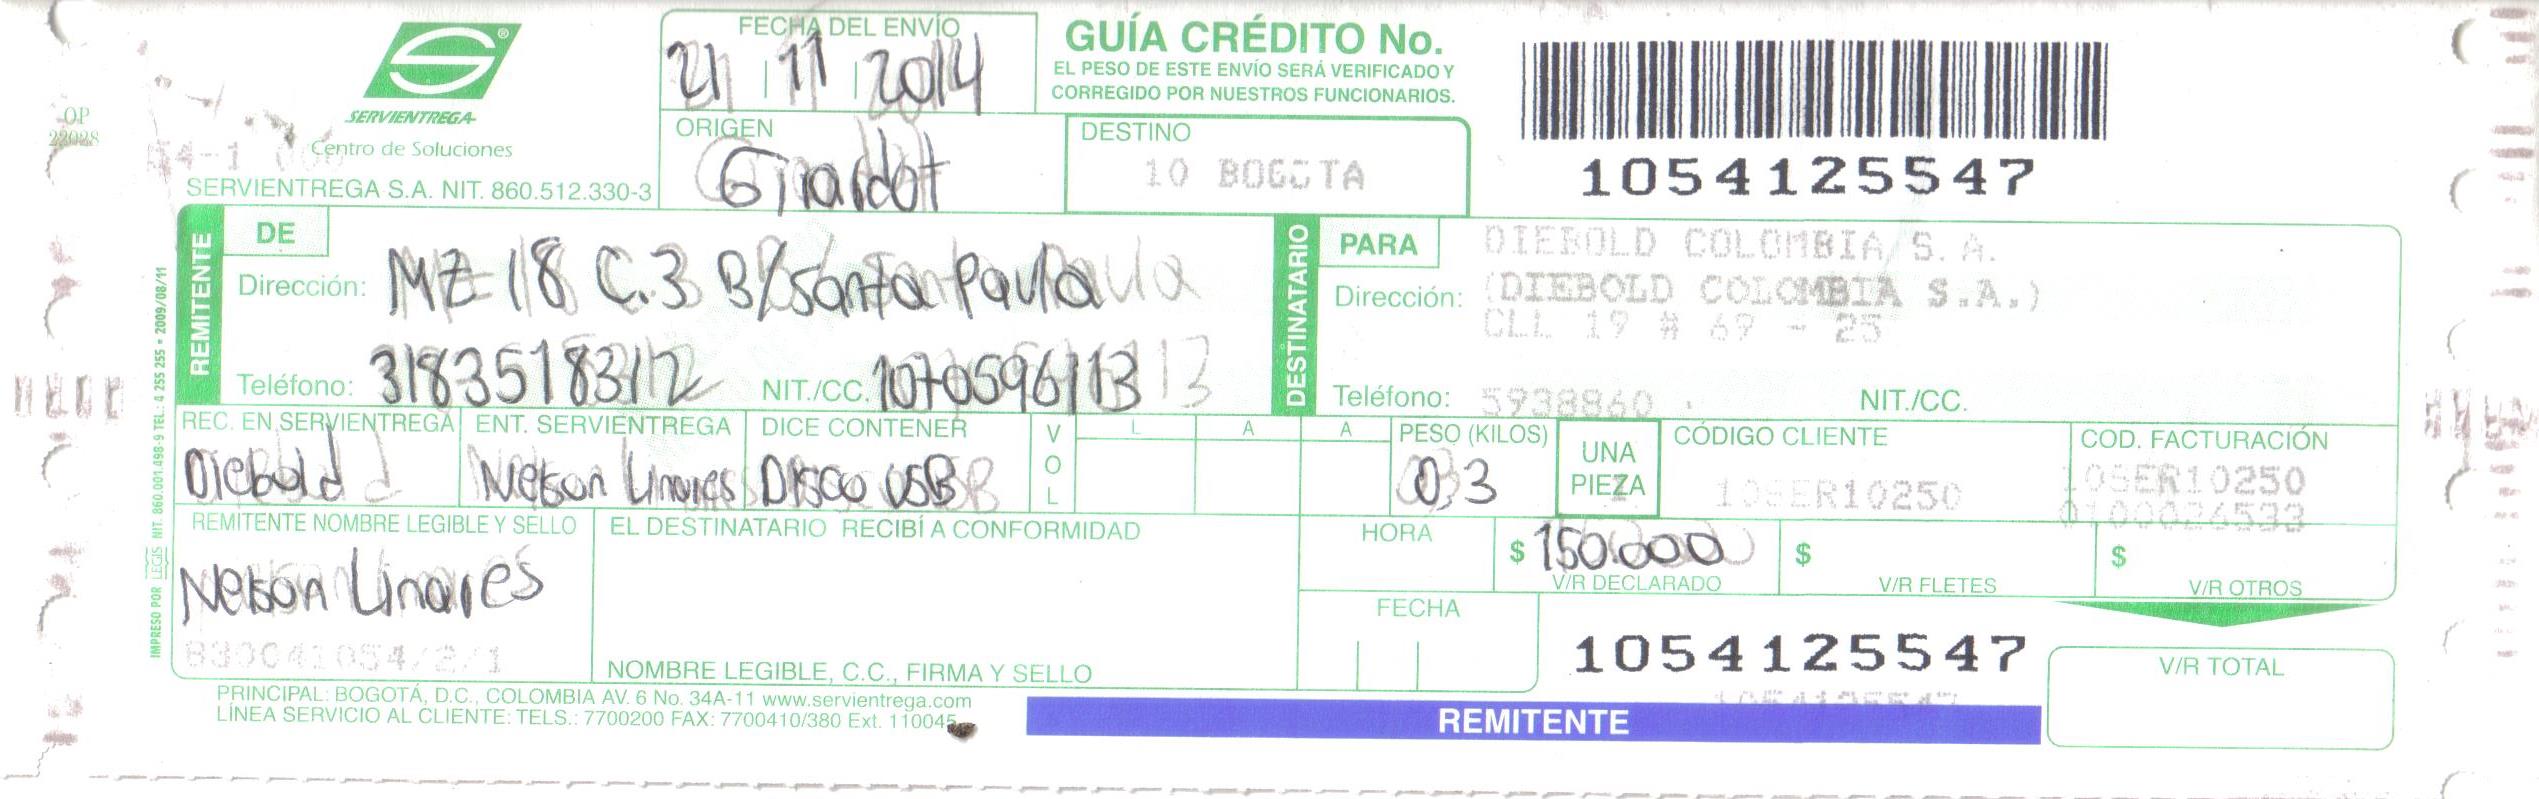 FECHA DEL ENVÍO
21 11 2014
GUÍA CRÉDITO No.
EL PESO DE ESTE ENVÍO SERÁ VERIFICADO Y
CORREGIDO POR NUESTROS FUNCIONARIOS.
OP
22028
SERVIENTREGA
Centro de Soluciones
SERVIENTREGA S.A. NIT. 860.512.330-3
ORIGEN
Girardot
DESTINO
10 BOGOTA
1054125547
REMITENTE
DE
Dirección: MZ 18 C.3 B/Santa Paula
Teléfono: 3183518312 NIT./CC. 1070596113
DESTINATARIO
PARA
DIEBOLD COLOMBIA S.A.
Dirección: (DIEBOLD COLOMBIA S.A.)
CLL 19 # 69 - 25
Teléfono: 5938860 NIT./CC.
REC. EN SERVIENTREGA
Diebold
ENT. SERVIENTREGA
Nelson Linares
DICE CONTENER
Disco USB
VOL
L A A
PESO (KILOS)
03
UNA
PIEZA
CÓDIGO CLIENTE
10SER10250
COD. FACTURACIÓN
10SER10250
REMITENTE NOMBRE LEGIBLE Y SELLO
Nelson Linares
EL DESTINATARIO RECIBÍ A CONFORMIDAD
NOMBRE LEGIBLE, C.C., FIRMA Y SELLO
HORA
FECHA
$ 150.000
V/R DECLARADO
$
V/R FLETES
$
V/R OTROS
1054125547
V/R TOTAL
PRINCIPAL: BOGOTÁ, D.C., COLOMBIA AV. 6 No. 34A-11 www.servientrega.com
LÍNEA SERVICIO AL CLIENTE: TELS.: 7700200 FAX: 7700410/380 Ext. 110045
1054125547
REMITENTE
IMPRESO POR LEGIS NIT. 860.001.498-9 TEL.: 4 255 255 • 2009/08/11